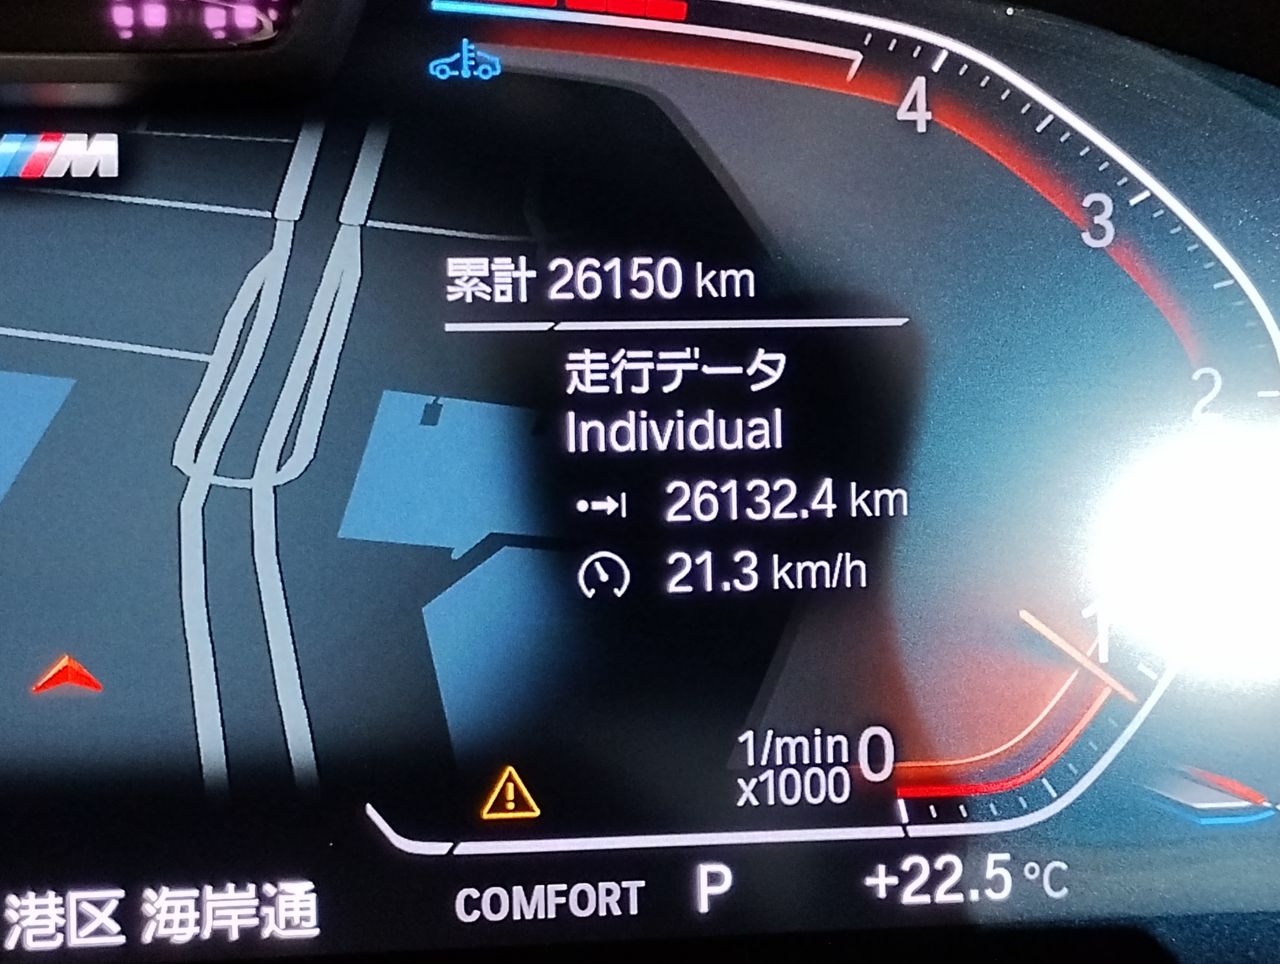 M
4
3
累計 26150 km
走行データ
2
Individual
26132.4 km
21.3 km/h
1
1/min
x1000 0
港区 海岸通
COMFORT P +22.5 °C